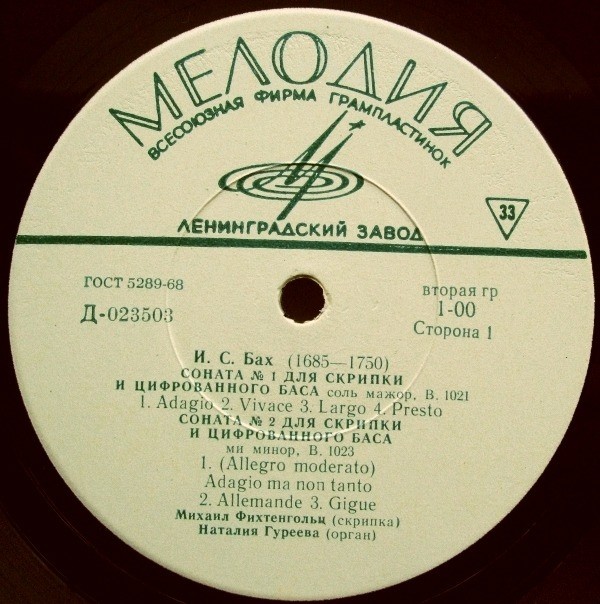 МЕЛОДИЯ
ВСЕСОЮЗНАЯ ФИРМА ГРАМПЛАСТИНОК
ЛЕНИНГРАДСКИЙ ЗАВОД
33
ГОСТ 5289-68
Д-023503
вторая гр
1-00
Сторона 1
И. С. Бах (1685—1750)
СОНАТА № 1 ДЛЯ СКРИПКИ
И ЦИФРОВАННОГО БАСА соль мажор, В. 1021
1. Adagio 2. Vivace 3. Largo 4. Presto
СОНАТА № 2 ДЛЯ СКРИПКИ
И ЦИФРОВАННОГО БАСА
ми минор, В. 1023
1. (Allegro moderato)
Adagio ma non tanto
2. Allemande 3. Gigue
Михаил Фихтенгольц (скрипка)
Наталия Гуреева (орган)